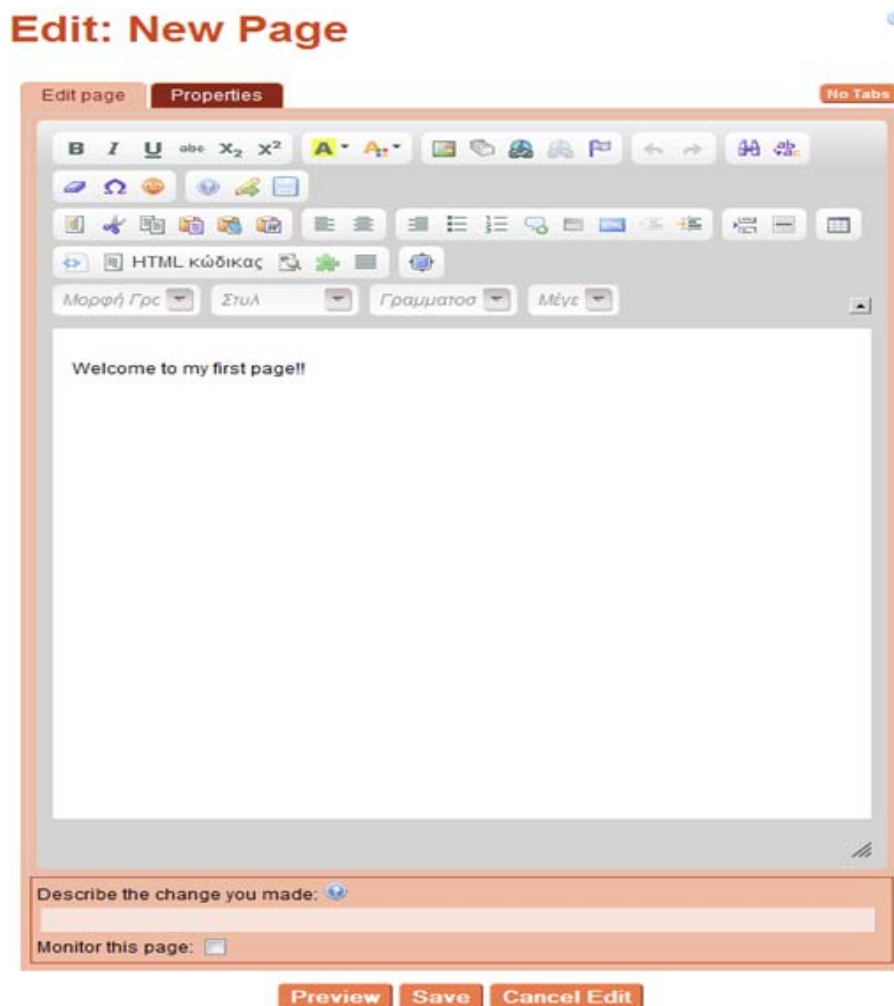 Edit: New Page
Edit page Properties No Tabs
B I U abc X₂ X² A A
Ω
HTML κώδικας
Μορφή Γρς Στυλ Γραμματοσ Μέγε
Welcome to my first page!!
Describe the change you made:
Monitor this page:
Preview Save Cancel Edit